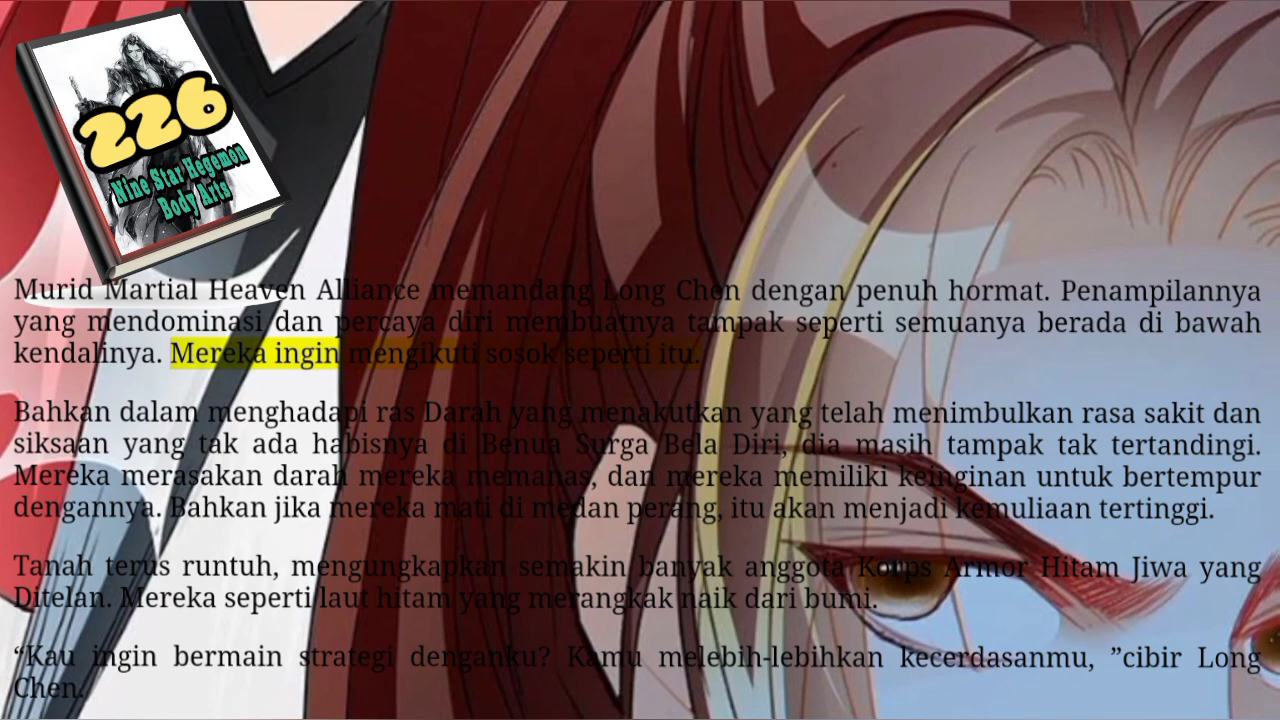 226
Nine Star Hegemon
Body Arts
Murid Martial Heaven Alliance memandang Long Chen dengan penuh hormat. Penampilannya
yang mendominasi dan percaya diri membuatnya tampak seperti semuanya berada di bawah
kendalinya. Mereka ingin mengikuti sosok seperti itu.
Bahkan dalam menghadapi ras Darah yang menakutkan yang telah menimbulkan rasa sakit dan
siksaan yang tak ada habisnya di Benua Surga Bela Diri, dia masih tampak tak tertandingi.
Mereka merasakan darah mereka memanas, dan mereka memiliki keinginan untuk bertempur
dengannya. Bahkan jika mereka mati di medan perang, itu akan menjadi kemuliaan tertinggi.
Tanah terus runtuh, mengungkapkan semakin banyak anggota Korps Armor Hitam Jiwa yang
Ditelan. Mereka seperti laut hitam yang merangkak naik dari bumi.
“Kau ingin bermain strategi denganku? Kamu melebih-lebihkan kecerdasanmu, ”cibir Long
Chen.